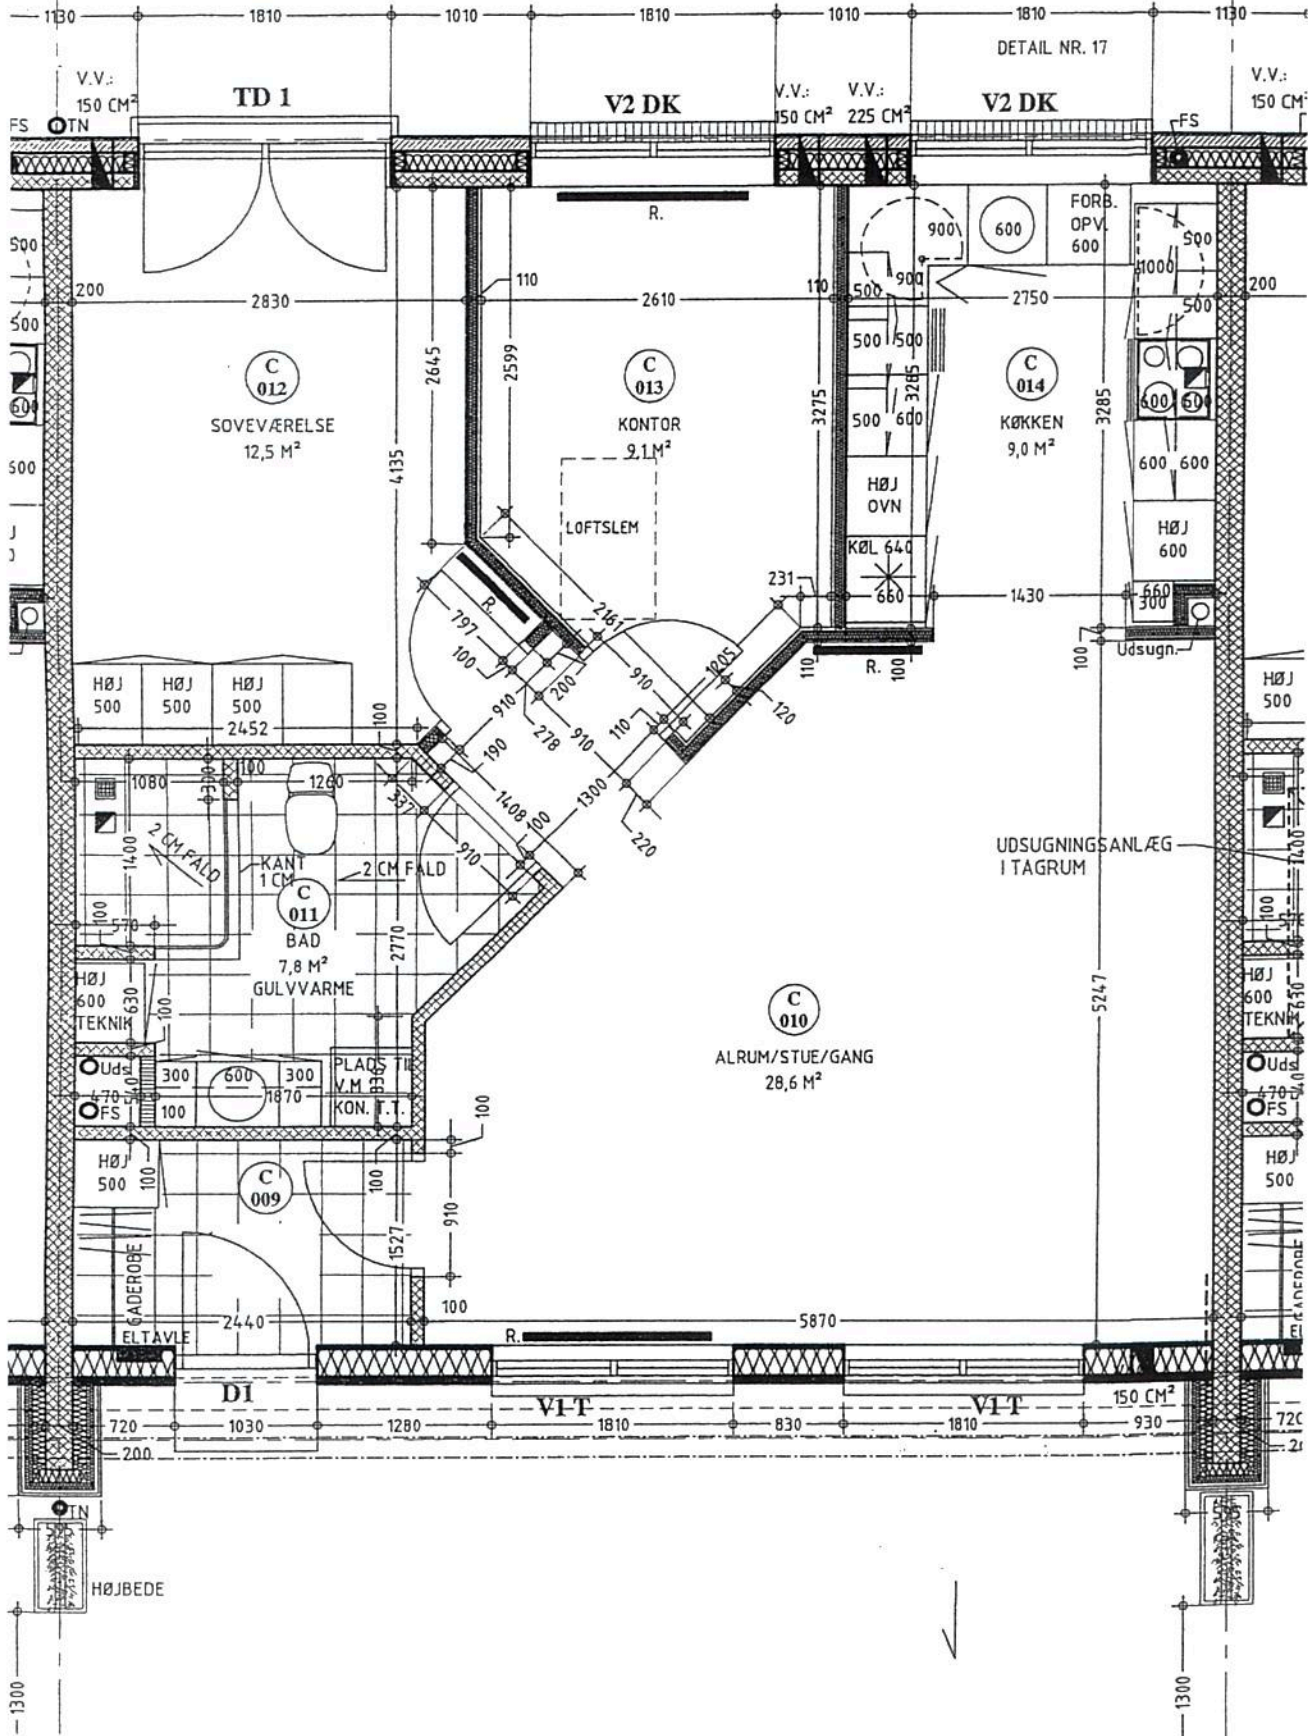 1130 1810 1010 1810 1010 1810 1130
DETAIL NR. 17
V.V.:
150 CM²
TD 1
V2 DK
V.V.:
150 CM²
V.V.:
225 CM²
V2 DK
V.V.:
150 CM²
FS TN
FS
R.
900
600
FORB.
OPV.
600
500
500
1000
900
500
500
110
110
200 2830 2610 2750 200
500
500 500
2645
2599
3275
3285
3285
C
012
SOVEVÆRELSE
12,5 M²
C
013
KONTOR
9,1 M²
C
014
KØKKEN
9,0 M²
600
600 600
500 600
4135
600
600 600
HØJ
OVN
LOFTSLEM
HØJ
600
KØL 640
231
660
1430
660
300
R.
797
2161
100
200
910
278
910
1205
910
110
120
110
R.
100
100
Udsugn.
HØJ
500
HØJ
500
HØJ
500
HØJ
500
2452
100
190
1080
300
100
1260
337
1408
100
1300
220
910
2 CM FALD
1400
KANT
1 CM
2 CM FALD
UDSUGNINGSANLÆG
I TAGRUM
1400
C
011
BAD
7,8 M²
GULVVARME
100
570
2770
100
HØJ
600
TEKNIK
630
100
C
010
ALRUM/STUE/GANG
28,6 M²
5247
HØJ
600
TEKNIK
630
Uds
470
FS
300 600 300
1870
100
PLADS TIL
V.M
KON. T.T.
Uds
470
FS
100
HØJ
500
100
C
009
100
910
1527
HØJ
500
GADEROBE
100
2440
5870
ELTAVLE
R.
D1
V1 T
V1 T
150 CM²
720 1030 1280 1810 830 1810 930 720
200
TN
595
595
HØJBEDE
1300
1300